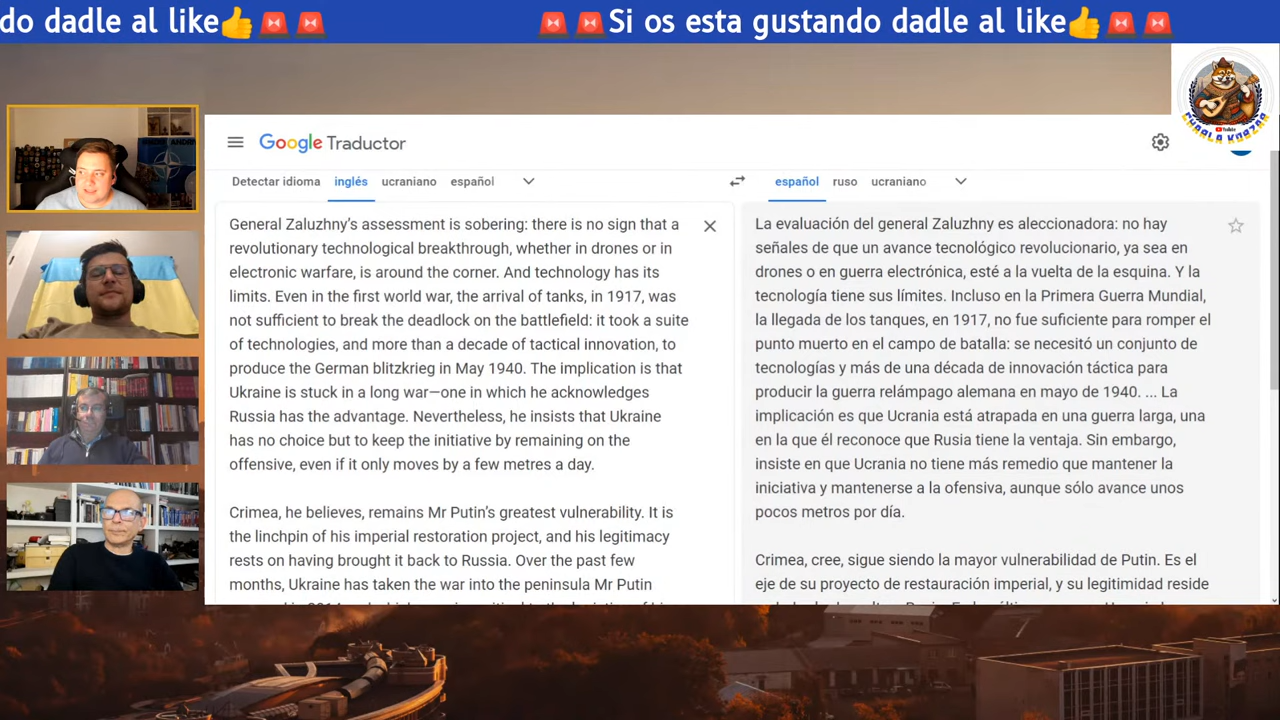 do dadle al like👍🚨🚨
🚨🚨Si os esta gustando dadle al like👍🚨🚨
CHARLA KOBZAR
YouTube
Google Traductor
Detectar idioma inglés ucraniano español
español ruso ucraniano
General Zaluzhny’s assessment is sobering: there is no sign that a
revolutionary technological breakthrough, whether in drones or in
electronic warfare, is around the corner. And technology has its
limits. Even in the first world war, the arrival of tanks, in 1917, was
not sufficient to break the deadlock on the battlefield: it took a suite
of technologies, and more than a decade of tactical innovation, to
produce the German blitzkrieg in May 1940. The implication is that
Ukraine is stuck in a long war—one in which he acknowledges
Russia has the advantage. Nevertheless, he insists that Ukraine
has no choice but to keep the initiative by remaining on the
offensive, even if it only moves by a few metres a day.
Crimea, he believes, remains Mr Putin’s greatest vulnerability. It is
the linchpin of his imperial restoration project, and his legitimacy
rests on having brought it back to Russia. Over the past few
months, Ukraine has taken the war into the peninsula Mr Putin
La evaluación del general Zaluzhny es aleccionadora: no hay
señales de que un avance tecnológico revolucionario, ya sea en
drones o en guerra electrónica, esté a la vuelta de la esquina. Y la
tecnología tiene sus límites. Incluso en la Primera Guerra Mundial,
la llegada de los tanques, en 1917, no fue suficiente para romper el
punto muerto en el campo de batalla: se necesitó un conjunto de
tecnologías y más de una década de innovación táctica para
producir la guerra relámpago alemana en mayo de 1940. ... La
implicación es que Ucrania está atrapada en una guerra larga, una
en la que él reconoce que Rusia tiene la ventaja. Sin embargo,
insiste en que Ucrania no tiene más remedio que mantener la
iniciativa y mantenerse a la ofensiva, aunque sólo avance unos
pocos metros por día.
Crimea, cree, sigue siendo la mayor vulnerabilidad de Putin. Es el
eje de su proyecto de restauración imperial, y su legitimidad reside